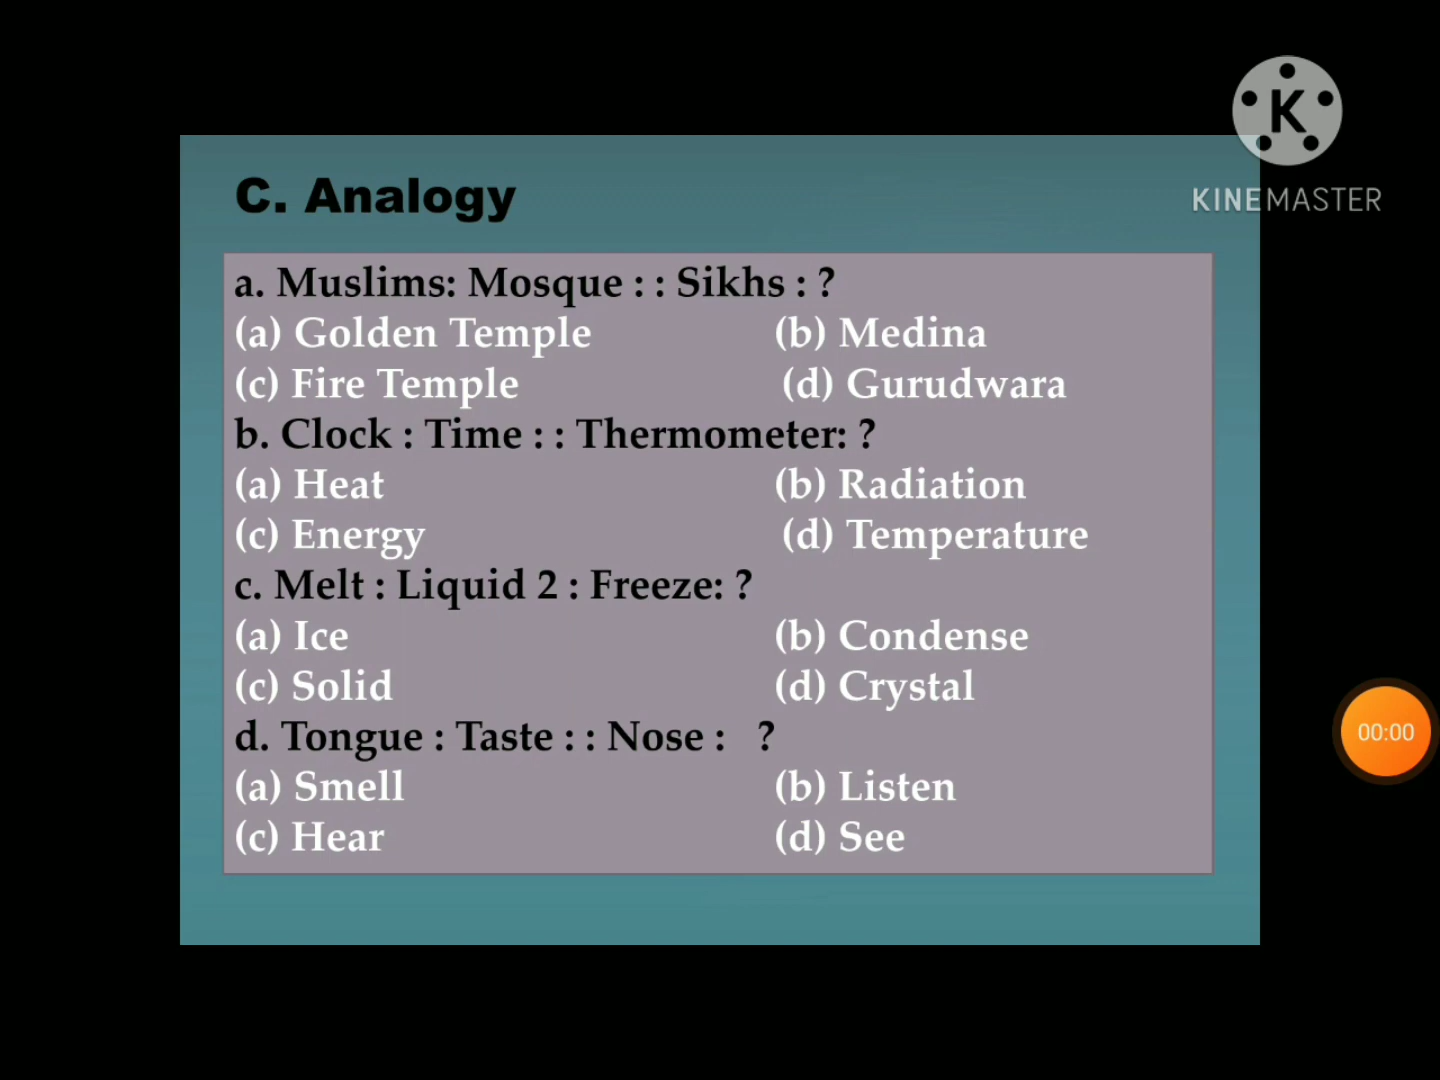 K
KINEMASTER
C. Analogy
a. Muslims: Mosque : : Sikhs : ?
(a) Golden Temple (b) Medina
(c) Fire Temple (d) Gurudwara
b. Clock : Time : : Thermometer: ?
(a) Heat (b) Radiation
(c) Energy (d) Temperature
c. Melt : Liquid 2 : Freeze: ?
(a) Ice (b) Condense
(c) Solid (d) Crystal
d. Tongue : Taste : : Nose : ?
(a) Smell (b) Listen
(c) Hear (d) See
00:00